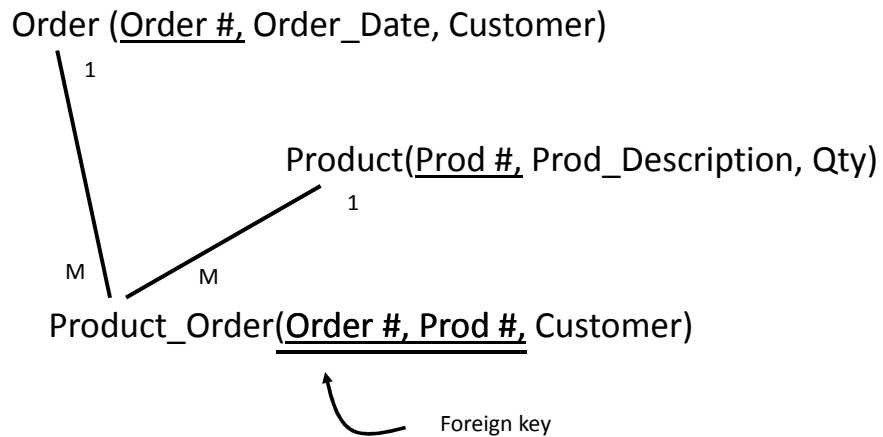 Order (Order #, Order_Date, Customer)
1
Product(Prod #, Prod_Description, Qty)
1
M
M
Product_Order(Order #, Prod #, Customer)
Foreign key